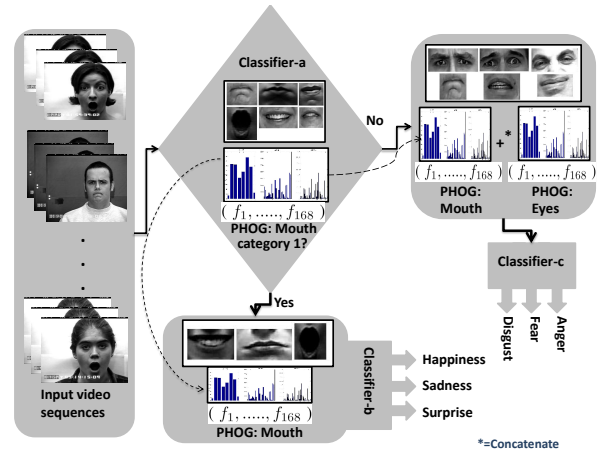 Classifier-a
No
( f1, ....., f168 )
PHOG: Mouth
category 1?
Yes
Input video
sequences
+*
( f1, ....., f168 )
( f1, ....., f168 )
PHOG:
Mouth
PHOG:
Eyes
Classifier-c
Disgust
Fear
Anger
( f1, ....., f168 )
PHOG: Mouth
Classifier-b
Happiness
Sadness
Surprise
*=Concatenate